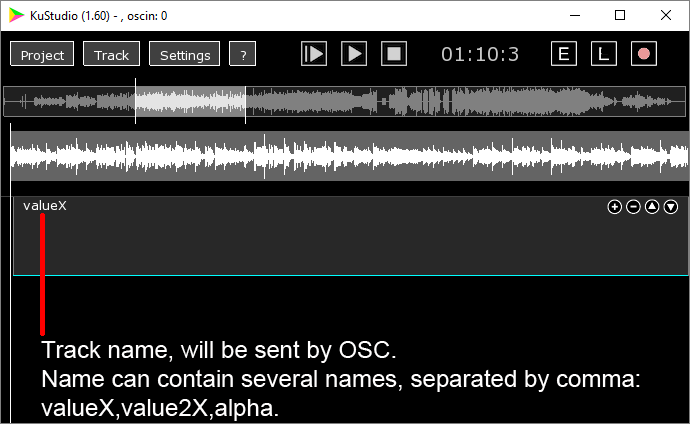 KuStudio (1.60) - , oscin: 0
Project Track Settings ? 01:10:3 E L
valueX
Track name, will be sent by OSC.
Name can contain several names, separated by comma:
valueX,value2X,alpha.